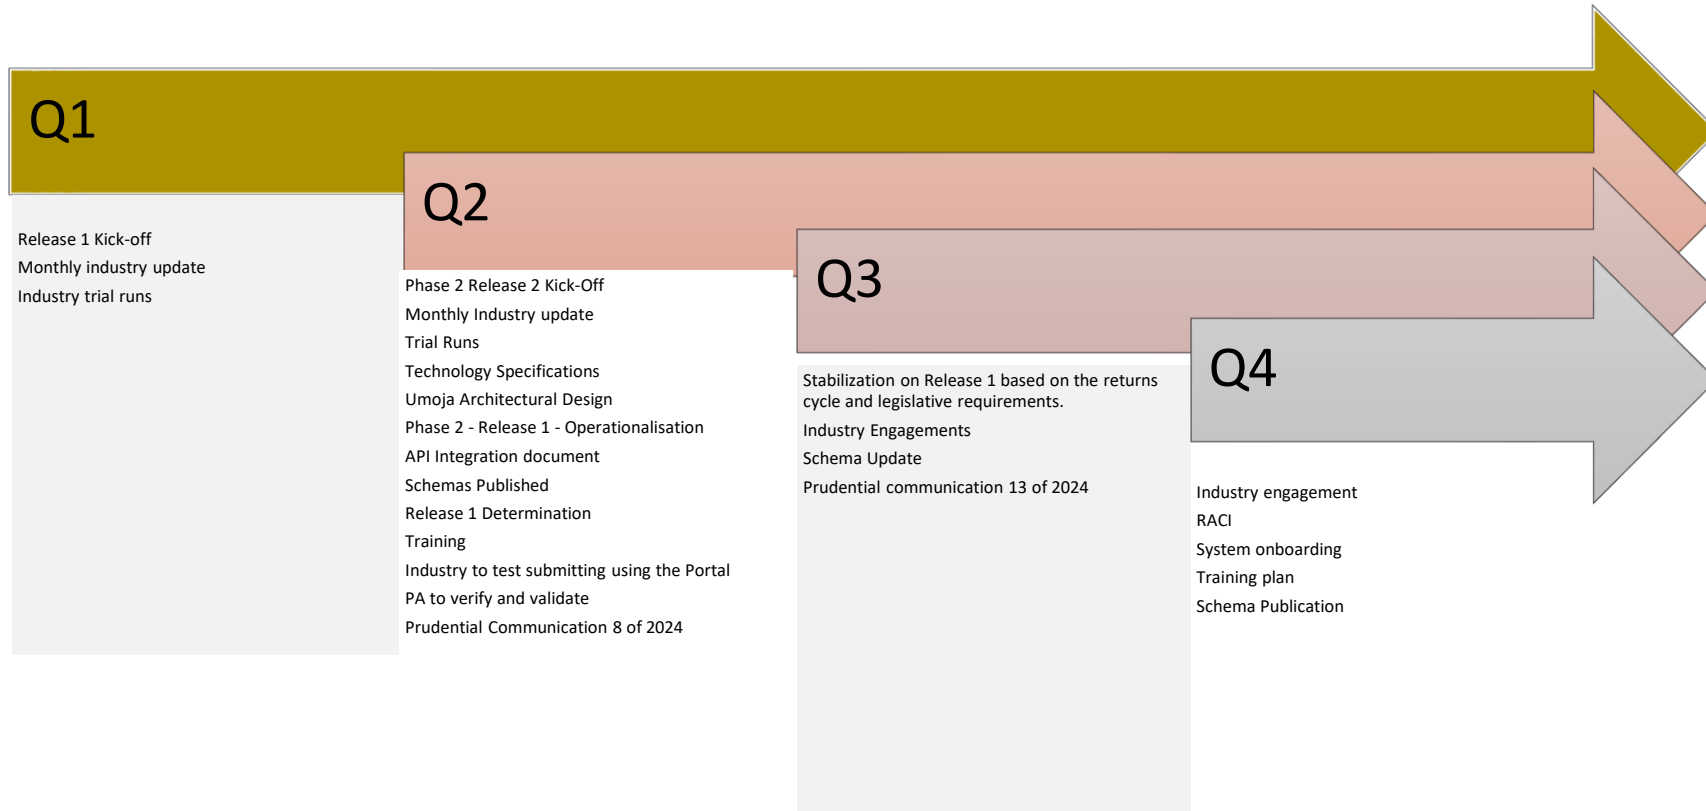 Q1
Release 1 Kick-off
Monthly industry update
Industry trial runs
Q2
Phase 2 Release 2 Kick-Off
Monthly Industry update
Trial Runs
Technology Specifications
Umoja Architectural Design
Phase 2 - Release 1 - Operationalisation
API Integration document
Schemas Published
Release 1 Determination
Training
Industry to test submitting using the Portal
PA to verify and validate
Prudential Communication 8 of 2024
Q3
Stabilization on Release 1 based on the returns
cycle and legislative requirements.
Industry Engagements
Schema Update
Prudential communication 13 of 2024
Q4
Industry engagement
RACI
System onboarding
Training plan
Schema Publication